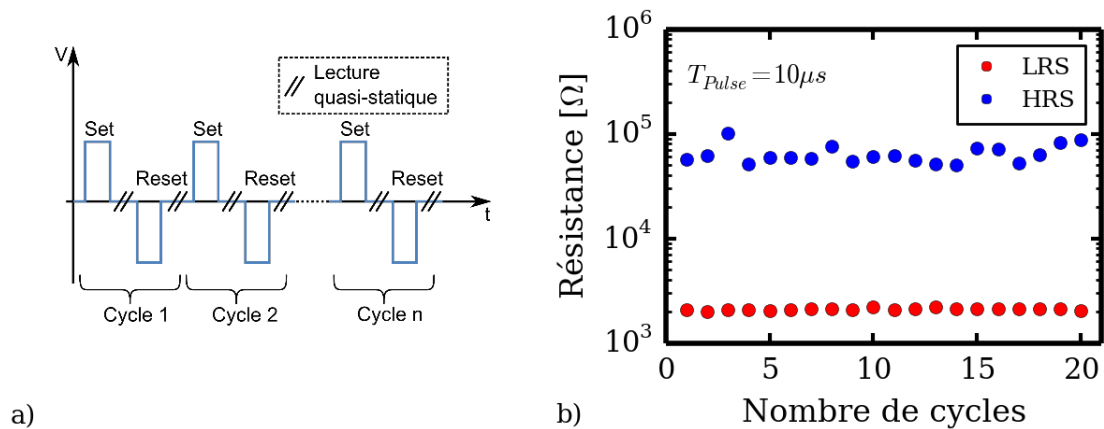 V
Lecture
quasi-statique
Set
Set
Set
Reset
Reset
Reset
t
Cycle 1
Cycle 2
Cycle n
a)
10⁶
10⁵
10⁴
10³
Résistance [Ω]
T_Pulse = 10μs
LRS
HRS
0
5
10
15
20
Nombre de cycles
b)